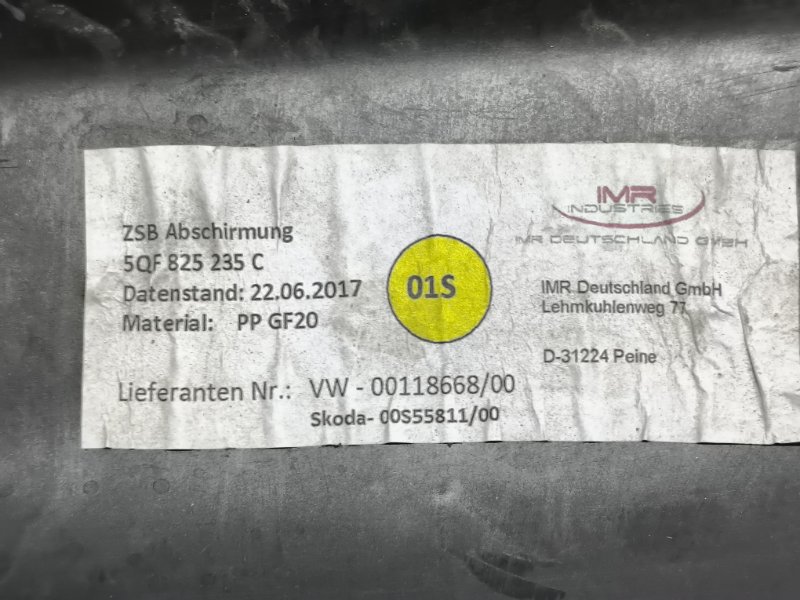 ZSB Abschirmung
5QF 825 235 C
Datenstand: 22.06.2017
Material: PP GF20
Lieferanten Nr.: VW - 00118668/00
Skoda- 00S55811/00
01S
IMR
INDUSTRIES
IMR DEUTSCHLAND GMBH
IMR Deutschland GmbH
Lehmkuhlenweg 77
D-31224 Peine